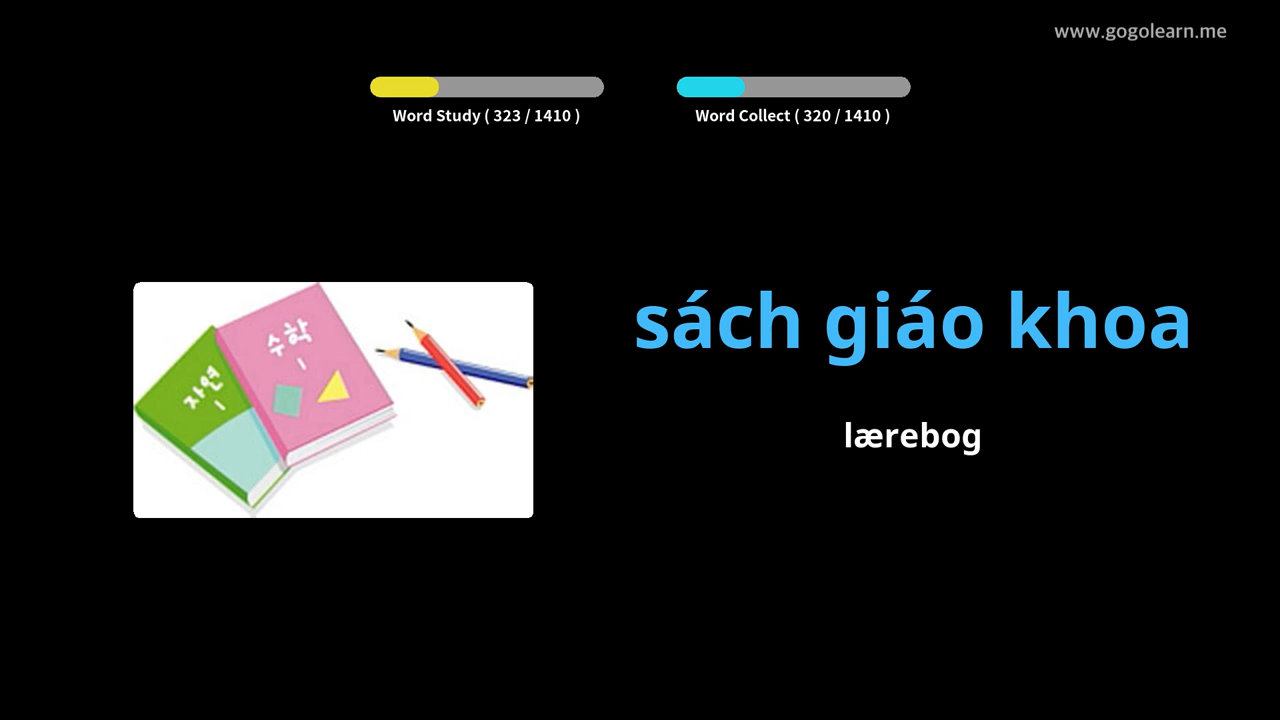 www.gogolearn.me
Word Study ( 323 / 1410 )
Word Collect ( 320 / 1410 )
sách giáo khoa
lærebog
수학
1
자연
1